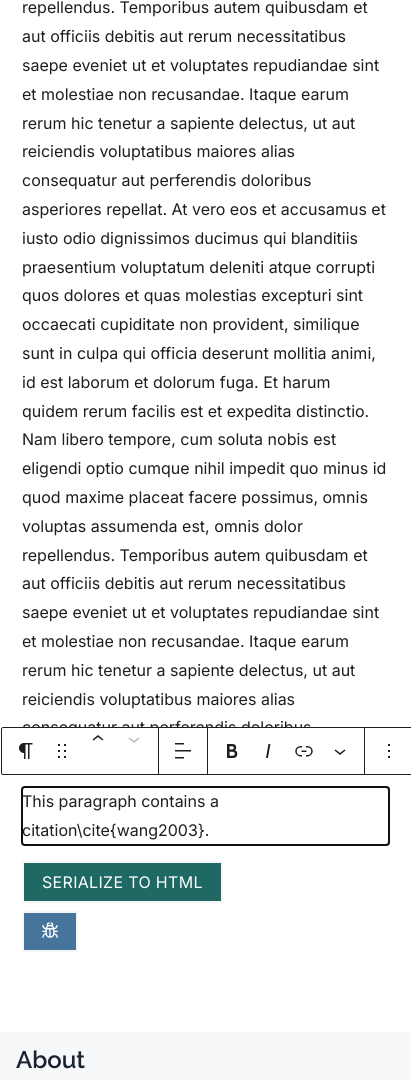 repellendus. Temporibus autem quibusdam et
aut officiis debitis aut rerum necessitatibus
saepe eveniet ut et voluptates repudiandae sint
et molestiae non recusandae. Itaque earum
rerum hic tenetur a sapiente delectus, ut aut
reiciendis voluptatibus maiores alias
consequatur aut perferendis doloribus
asperiores repellat. At vero eos et accusamus et
iusto odio dignissimos ducimus qui blanditiis
praesentium voluptatum deleniti atque corrupti
quos dolores et quas molestias excepturi sint
occaecati cupiditate non provident, similique
sunt in culpa qui officia deserunt mollitia animi,
id est laborum et dolorum fuga. Et harum
quidem rerum facilis est et expedita distinctio.
Nam libero tempore, cum soluta nobis est
eligendi optio cumque nihil impedit quo minus id
quod maxime placeat facere possimus, omnis
voluptas assumenda est, omnis dolor
repellendus. Temporibus autem quibusdam et
aut officiis debitis aut rerum necessitatibus
saepe eveniet ut et voluptates repudiandae sint
et molestiae non recusandae. Itaque earum
rerum hic tenetur a sapiente delectus, ut aut
reiciendis voluptatibus maiores alias
consequatur aut perferendis doloribus
¶ B I
This paragraph contains a
citation\cite{wang2003}.
SERIALIZE TO HTML
About